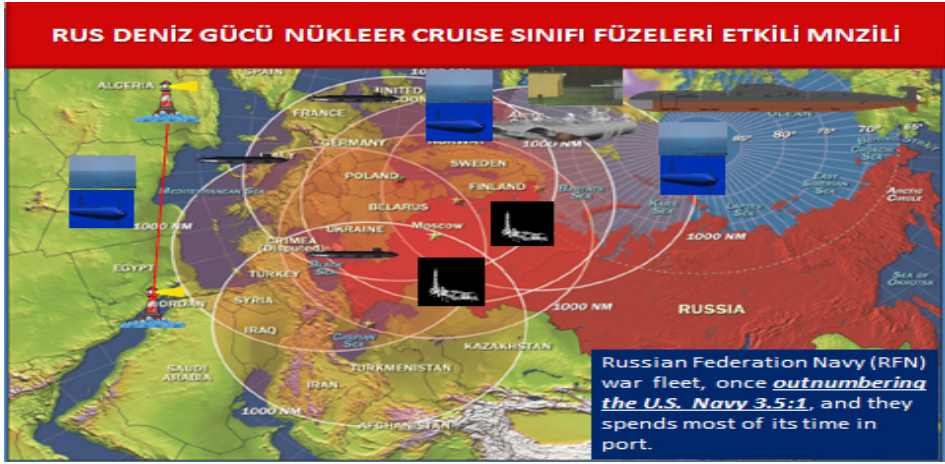 RUS DENİZ GÜCÜ NÜKLEER CRUISE SINIFI FÜZELERİ ETKİLİ MNZİLİ
ALGERIA
SPAIN
UNITED
FRANCE
GERMANY
1000 NM
OCEAN
85°
80°
75°
70°
65°
SWEDEN
POLAND
FINLAND
BARENTS
SEA
KARA
SEA
LAPTEV
SEA
EAST
SIBERIAN
SEA
ARCTIC
CIRCLE
MEDITERRANEAN SEA
BELARUS
MOSCOW
UKRAINE
1000 NM
CRIMEA
(Disputed)
BLACK
1000 NM
EGYPT
TURKEY
JORDAN
SYRIA
1000 NM
RUSSIA
SEA OF
OKHOTSK
IRAQ
CASPIAN
SEA
KAZAKHSTAN
SAUDI
ARABIA
TURKMENISTAN
IRAN
1000 NM
AFGHANISTAN
Russian Federation Navy (RFN)
war fleet, once outnumbering
the U.S. Navy 3.5:1, and they
spends most of its time in
port.